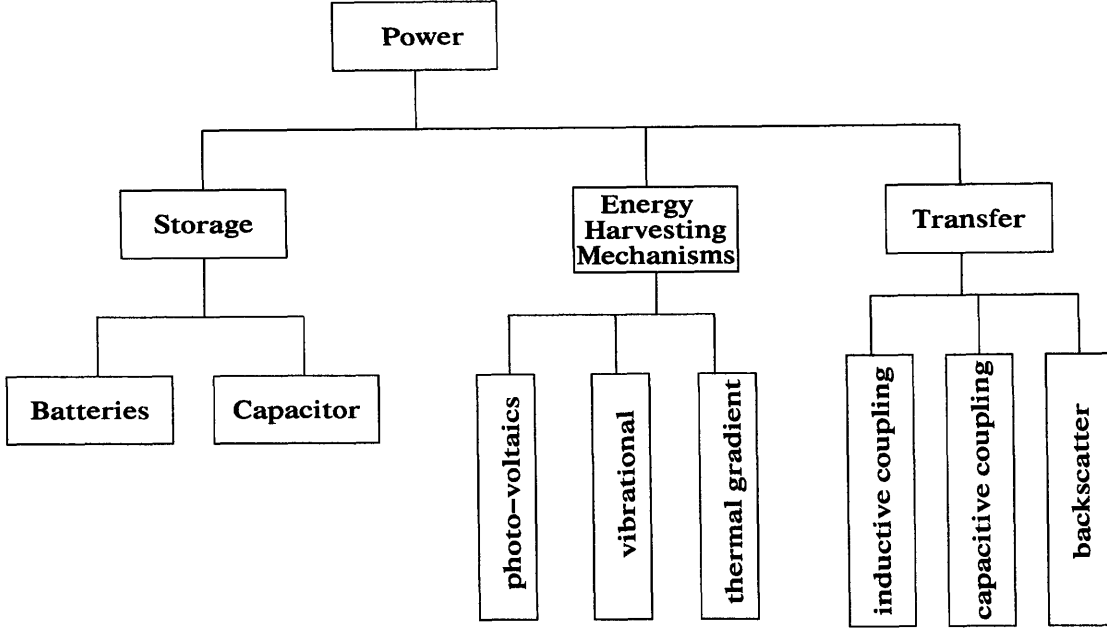 Power
Storage
Energy
Harvesting
Mechanisms
Transfer
Batteries
Capacitor
photo-voltaics
vibrational
thermal gradient
inductive coupling
capacitive coupling
backscatter